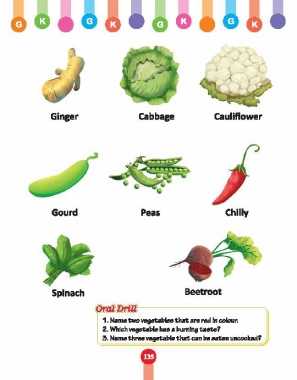 G K G K G K G K
Ginger Cabbage Cauliflower
Gourd Peas Chilly
Spinach Beetroot
Oral Drill
1. Name two vegetables that are red in colour.
2. Which vegetable has a burning taste?
3. Name three vegetable that can be eaten uncooked?
135